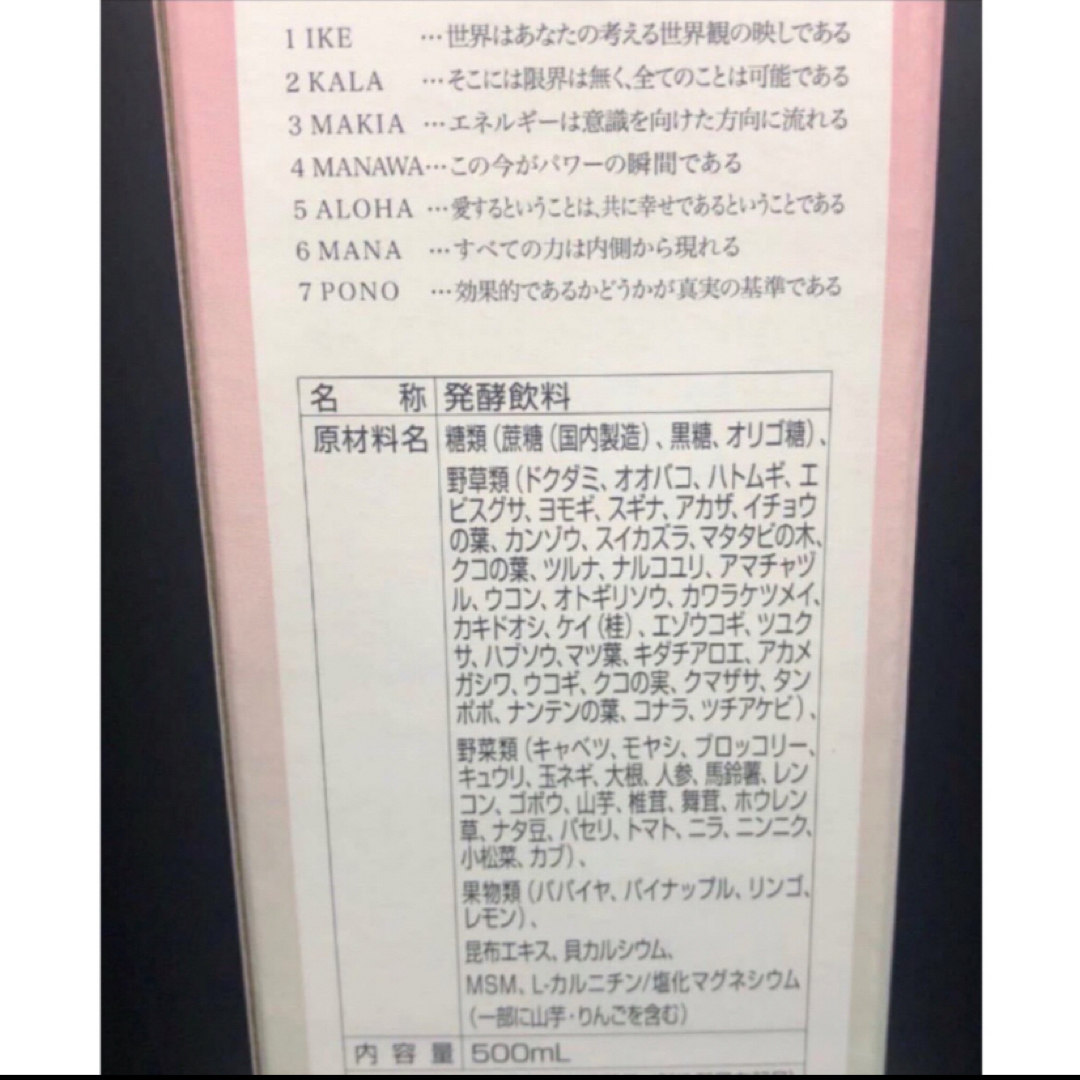 1 IKE …世界はあなたの考える世界観の映しである
2 KALA …そこには限界は無く、全てのことは可能である
3 MAKIA …エネルギーは意識を向けた方向に流れる
4 MANAWA…この今がパワーの瞬間である
5 ALOHA …愛するということは、共に幸せであるということである
6 MANA …すべての力は内側から現れる
7 PONO …効果的であるかどうかが真実の基準である
名 称 発酵飲料
原材料名 糖類（蔗糖（国内製造）、黒糖、オリゴ糖）、
野草類（ドクダミ、オオバコ、ハトムギ、エ
ビスグサ、ヨモギ、スギナ、アカザ、イチョウ
の葉、カンゾウ、スイカズラ、マタタビの木、
クコの葉、ツルナ、ナルコユリ、アマチャヅ
ル、ウコン、オトギリソウ、カワラケツメイ、
カキドオシ、ケイ（桂）、エゾウコギ、ツユク
サ、ハブソウ、マツ葉、キダチアロエ、アカメ
ガシワ、ウコギ、クコの実、クマザサ、タン
ポポ、ナンテンの葉、コナラ、ツチアケビ）、
野菜類（キャベツ、モヤシ、ブロッコリー、
キュウリ、玉ネギ、大根、人参、馬鈴薯、レン
コン、ゴボウ、山芋、椎茸、舞茸、ホウレン
草、ナタ豆、パセリ、トマト、ニラ、ニンニク、
小松菜、カブ）、
果物類（パパイヤ、パイナップル、リンゴ、
レモン）、
昆布エキス、貝カルシウム、
MSM、L-カルニチン/塩化マグネシウム
（一部に山芋・りんごを含む）
内 容 量 500mL